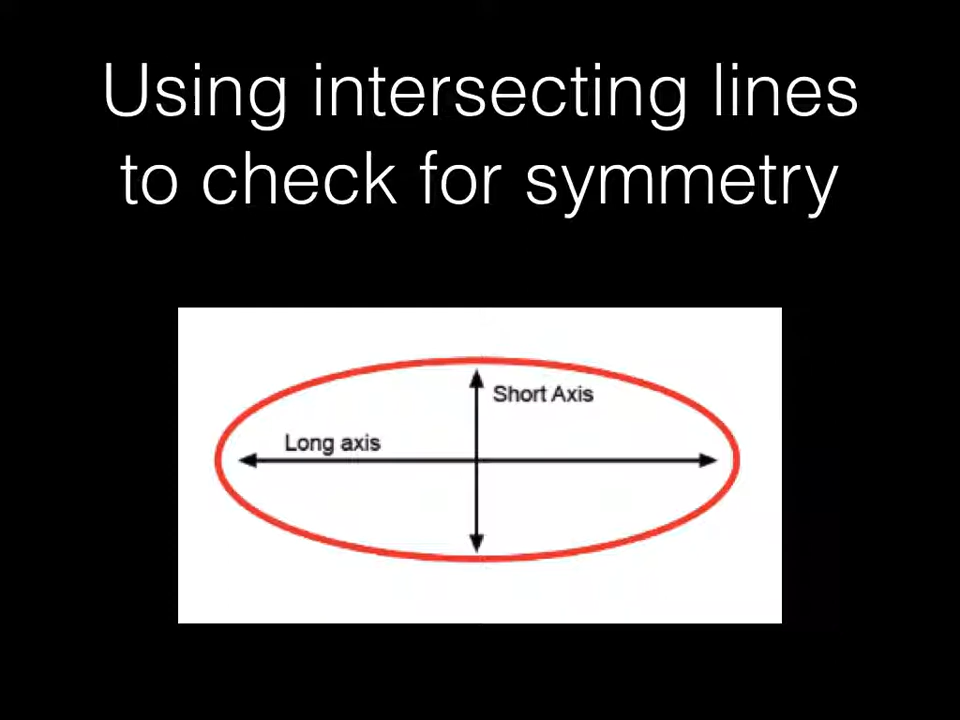 Using intersecting lines
to check for symmetry
Short Axis
Long axis